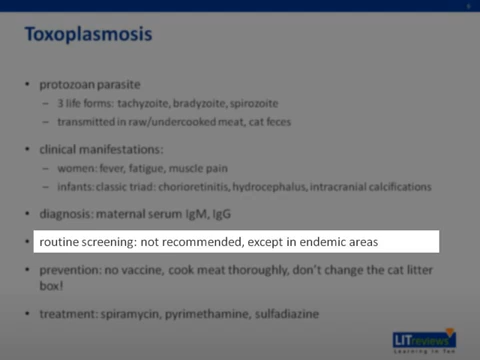 Toxoplasmosis
• protozoan parasite
– 3 life forms: tachyzoite, bradyzoite, spirozoite
– transmitted in raw/undercooked meat, cat feces
• clinical manifestations:
– women: fever, fatigue, muscle pain
– infants: classic triad: chorioretinitis, hydrocephalus, intracranial calcifications
• diagnosis: maternal serum IgM, IgG
• routine screening: not recommended, except in endemic areas
• prevention: no vaccine, cook meat thoroughly, don't change the cat litter
box!
• treatment: spiramycin, pyrimethamine, sulfadiazine
LITreviews
Learning is fun